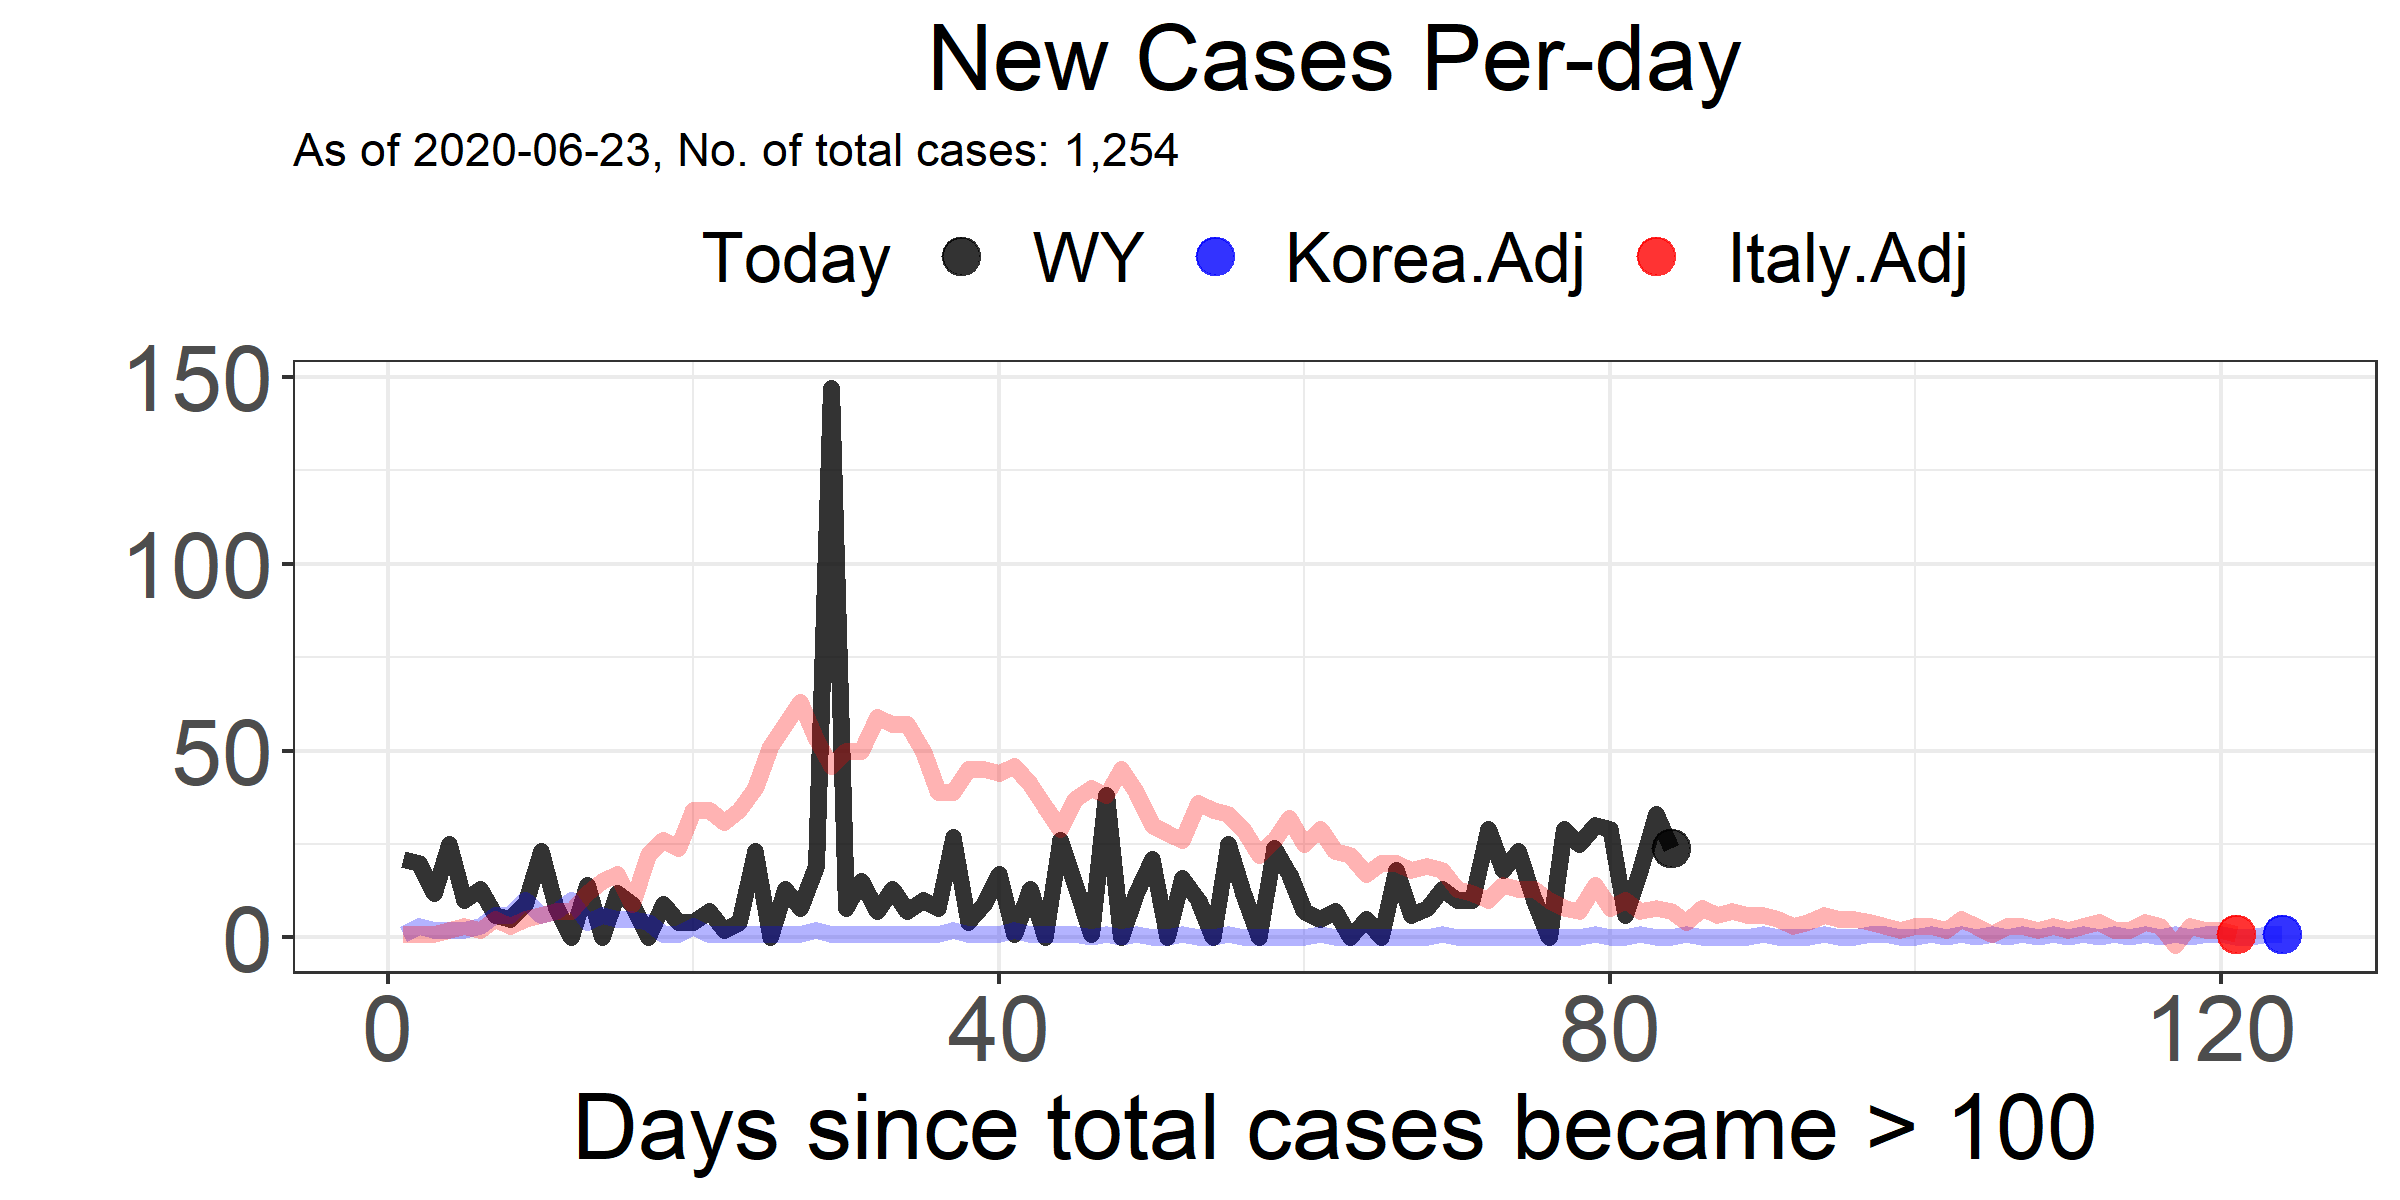 New Cases Per-day
As of 2020-06-23, No. of total cases: 1,254
Today WY Korea.Adj Italy.Adj
150
100
50
0
0 40 80 120
Days since total cases became > 100